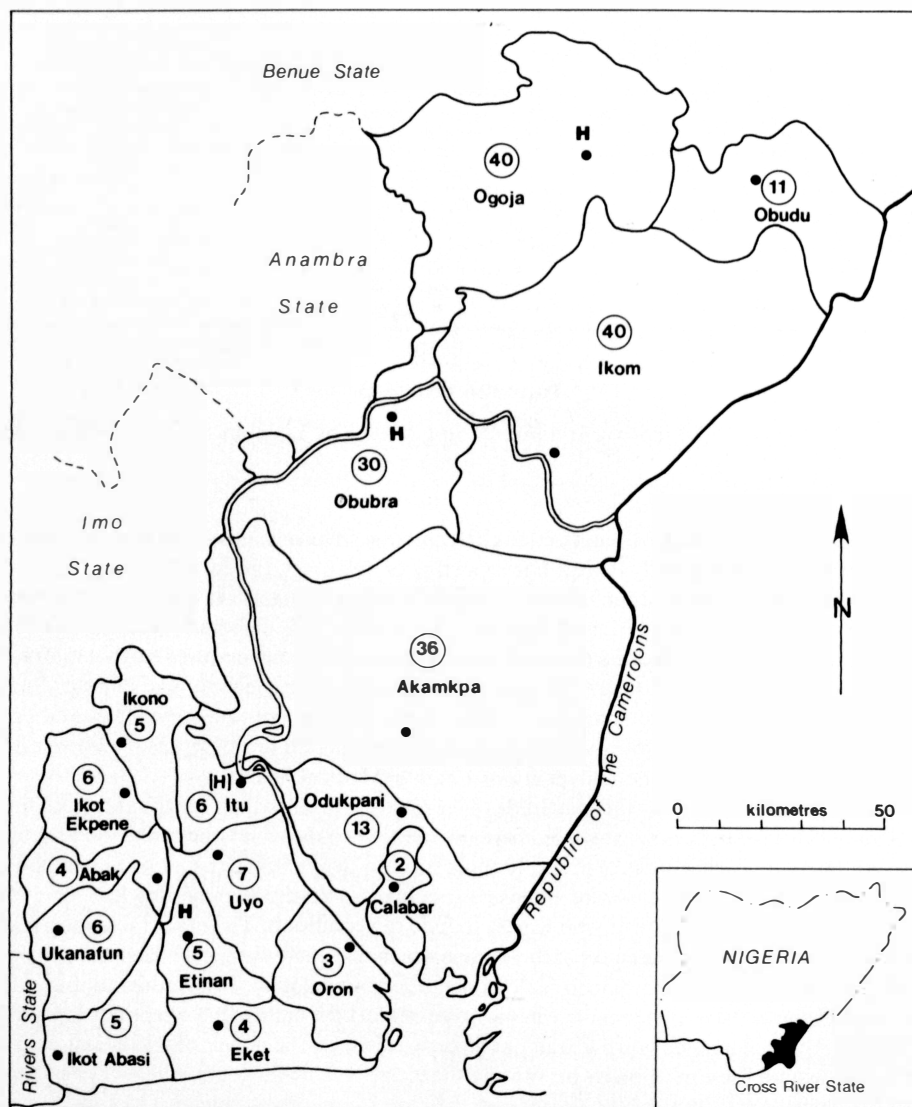 Benue State
H
40
Ogoja
11
Obudu
Anambra
State
40
Ikom
H
30
Obubra
Imo
State
N
36
Akamkpa
Republic of the Cameroons
Ikono
5
6
Ikot
Ekpene
[H]
6
Itu
Odukpani
13
0 kilometres 50
4
Abak
7
Uyo
2
Calabar
H
6
Ukanafun
5
Etinan
3
Oron
NIGERIA
Rivers State
5
Ikot Abasi
4
Eket
Cross River State